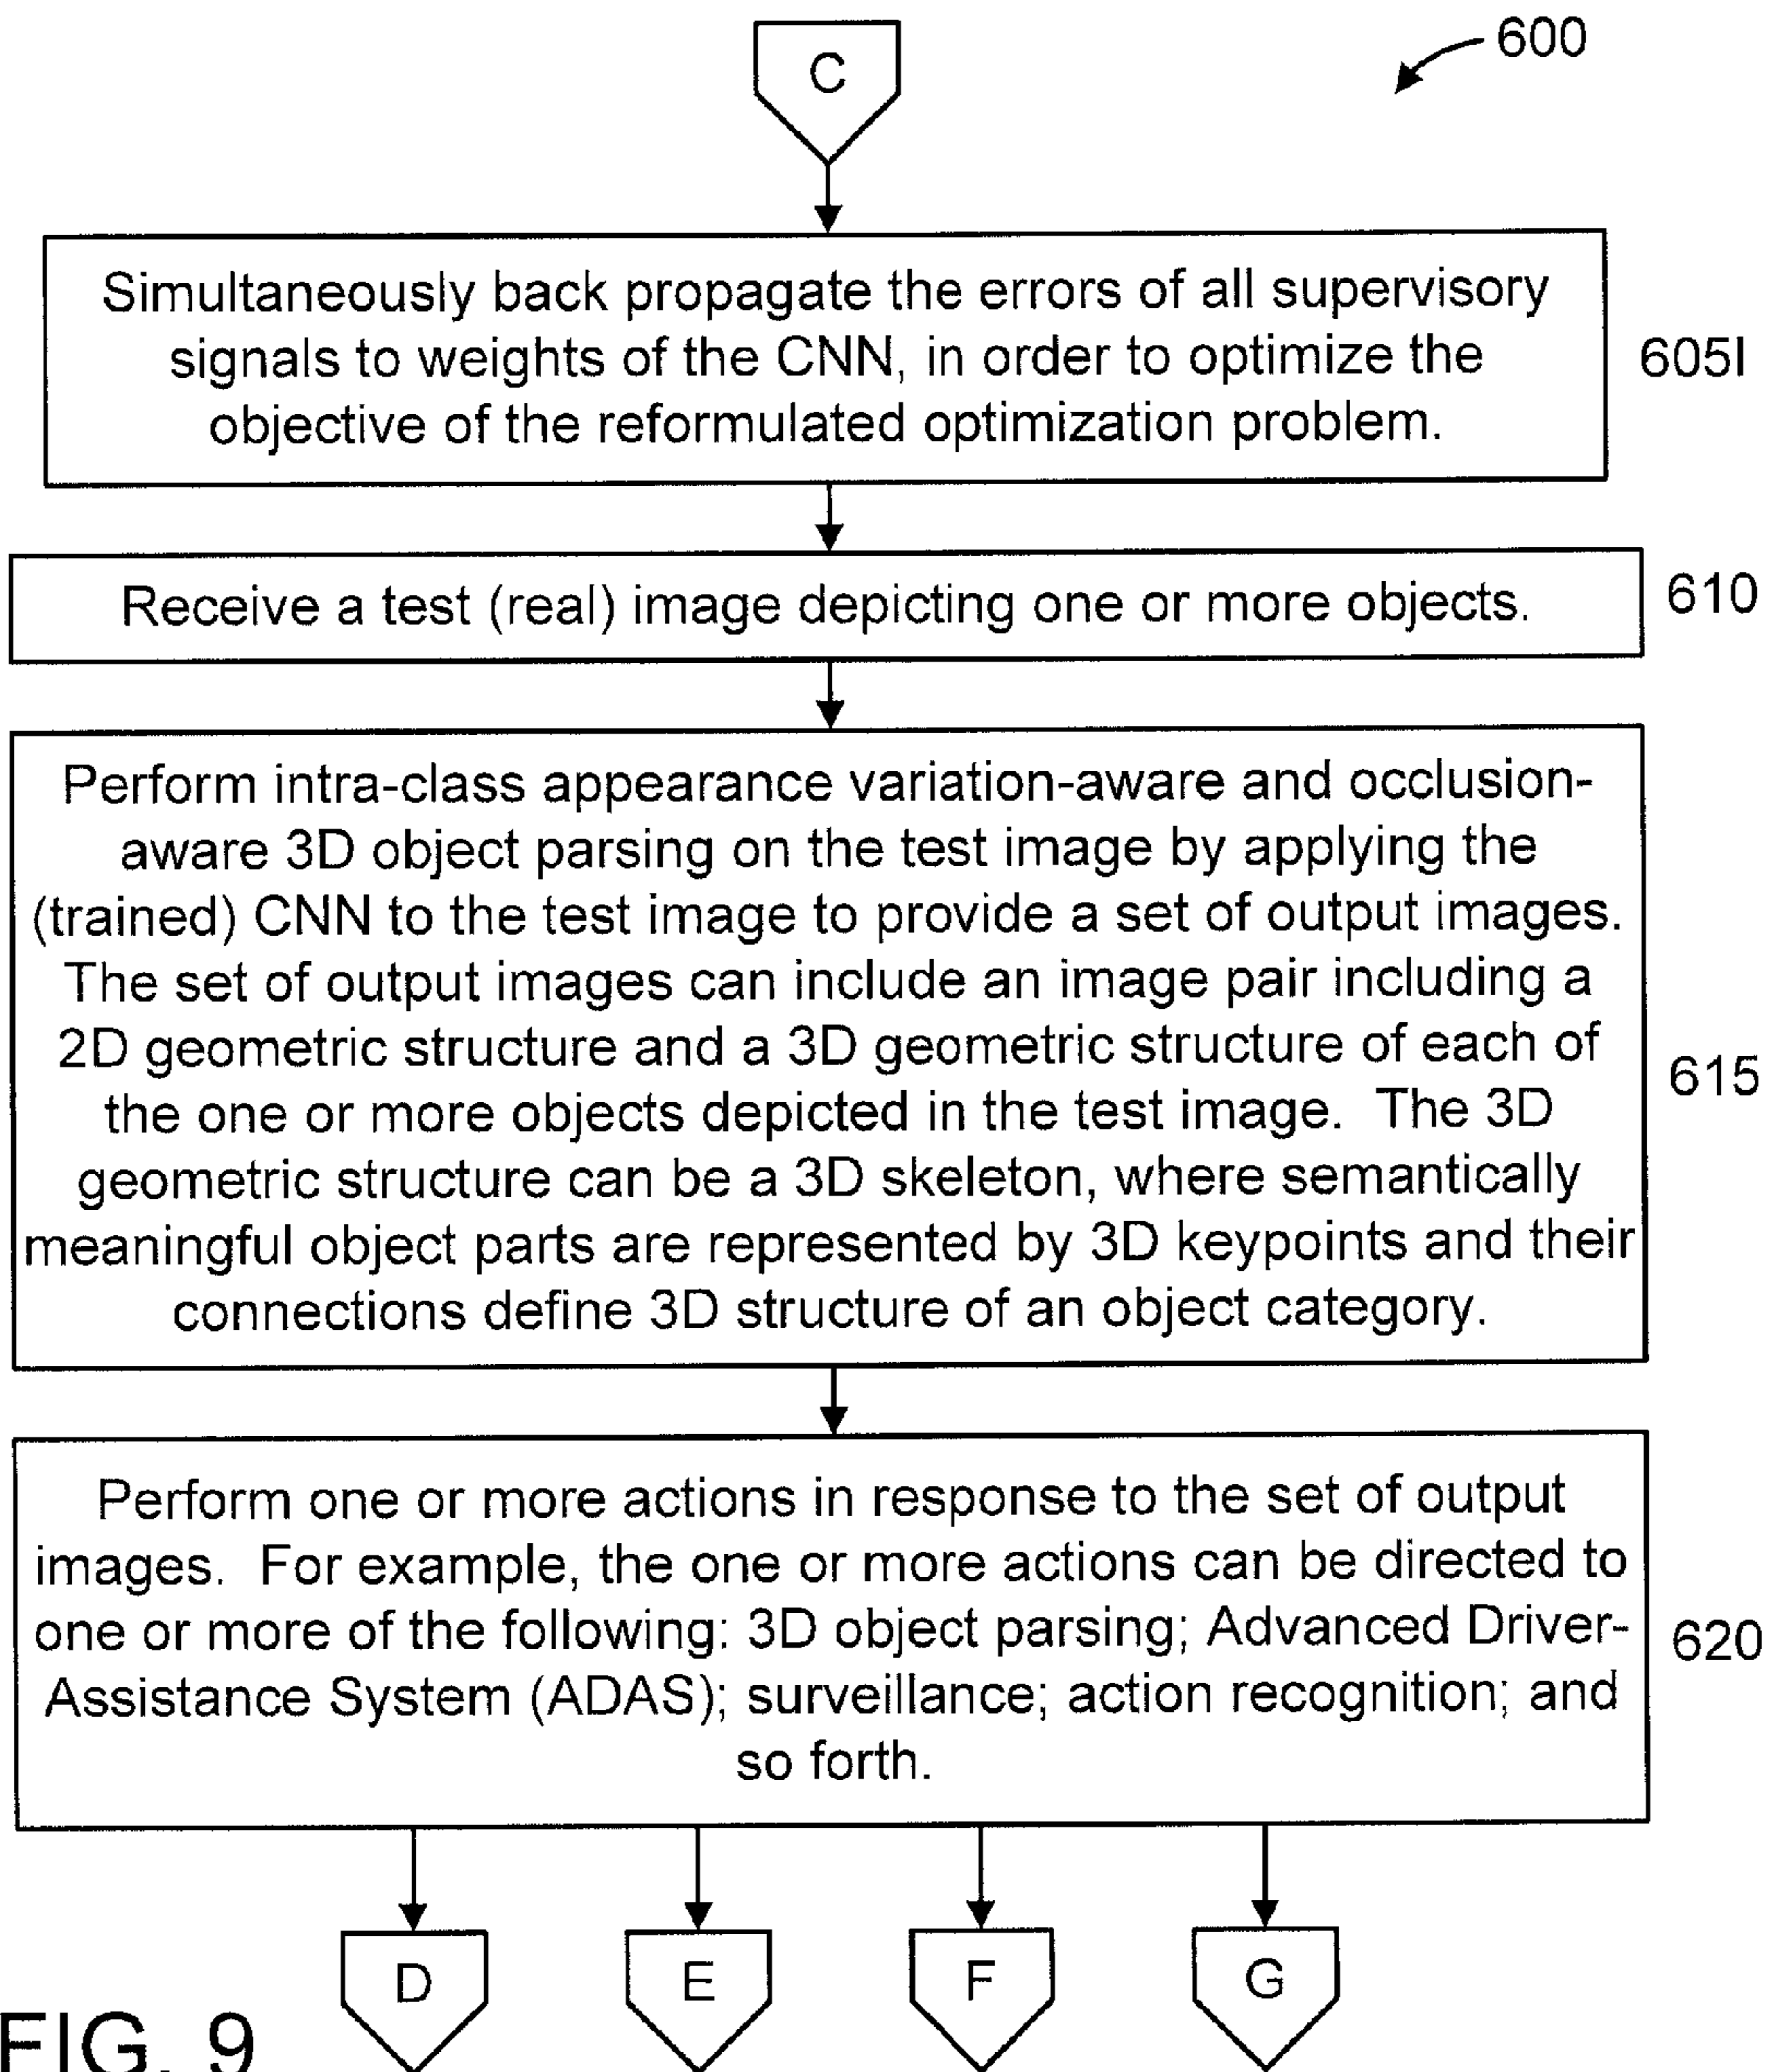 C
600
Simultaneously back propagate the errors of all supervisory
signals to weights of the CNN, in order to optimize the
objective of the reformulated optimization problem.
605I
Receive a test (real) image depicting one or more objects.
610
Perform intra-class appearance variation-aware and occlusion-
aware 3D object parsing on the test image by applying the
(trained) CNN to the test image to provide a set of output images.
The set of output images can include an image pair including a
2D geometric structure and a 3D geometric structure of each of
the one or more objects depicted in the test image. The 3D
geometric structure can be a 3D skeleton, where semantically
meaningful object parts are represented by 3D keypoints and their
connections define 3D structure of an object category.
615
Perform one or more actions in response to the set of output
images. For example, the one or more actions can be directed to
one or more of the following: 3D object parsing; Advanced Driver-
Assistance System (ADAS); surveillance; action recognition; and
so forth.
620
D
E
F
G
FIG. 9